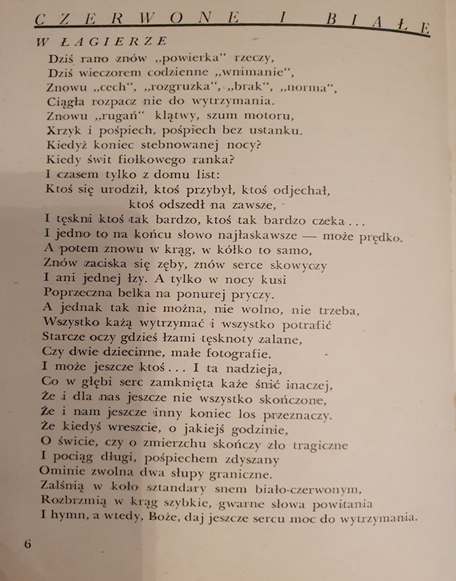 CZERWONE I BIAŁE
W ŁAGIERZE
Dziś rano znów „powierka" rzeczy,
Dziś wieczorem codzienne „wnimanie",
Znowu „cech", „rozgruzka", „brak", „norma",
Ciągła rozpacz nie do wytrzymania.
Znowu „rugań" klątwy, szum motoru,
Xrzyk i pośpiech, pośpiech bez ustanku.
Kiedyż koniec stebnowanej nocy?
Kiedy świt fiołkowego ranka?
I czasem tylko z domu list:
Ktoś się urodził, ktoś przybył, ktoś odjechał,
ktoś odszedł na zawsze,
I tęskni ktoś tak bardzo, ktoś tak bardzo czeka...
I jedno to na końcu słowo najłaskawsze — może prędko.
A potem znowu w krąg, w kółko to samo,
Znów zaciska się zęby, znów serce skowyczy
I ani jednej łzy. A tylko w nocy kusi
Poprzeczna belka na ponurej pryczy.
A jednak tak nie można, nie wolno, nie trzeba,
Wszystko każą wytrzymać i wszystko potrafić
Starcze oczy gdzieś łzami tęsknoty zalane,
Czy dwie dziecinne, małe fotografie.
I może jeszcze ktoś... I ta nadzieja,
Co w głębi serc zamknięta każe śnić inaczej,
Że i dla nas jeszcze nie wszystko skończone,
Że i nam jeszcze inny koniec los przeznaczy.
Że kiedyś wreszcie, o jakiejś godzinie,
O świcie, czy o zmierzchu skończy zło tragiczne
I pociąg długi, pośpiechem zdyszany
Ominie zwolna dwa słupy graniczne.
Zalśnią w koło sztandary snem biało-czerwonym,
Rozbrzmią w krąg szybkie, gwarne słowa powitania
I hymn, a wtedy, Boże, daj jeszcze sercu moc do wytrzymania.
6